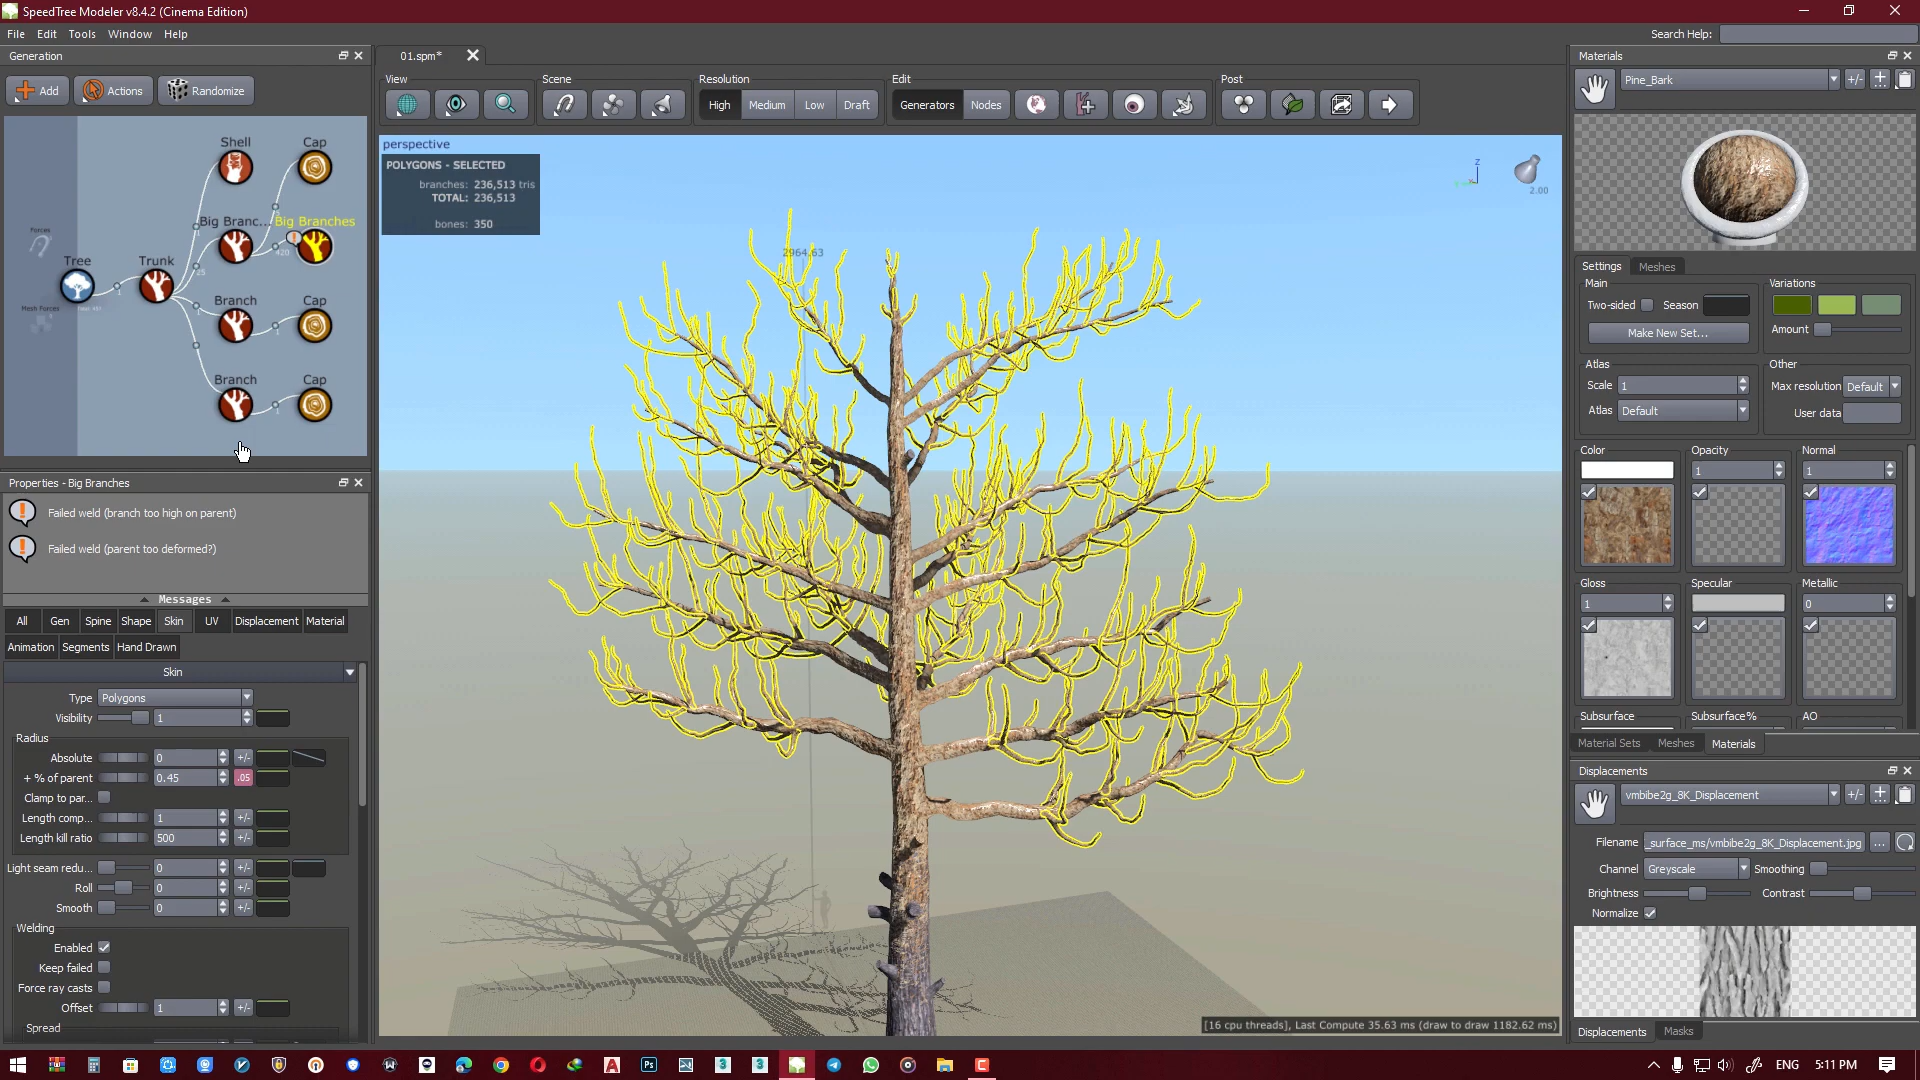 SpeedTree Modeler v8.4.2 (Cinema Edition)
File Edit Tools Window Help
Search Help:
Generation
Add Actions Randomize
Shell Cap
Big Branc... Big Branches
Forces
420
Tree Trunk
25
Branch Cap
Mesh Forces
Branch Cap
Properties - Big Branches
Failed weld (branch too high on parent)
Failed weld (parent too deformed?)
Messages
All Gen Spine Shape Skin UV Displacement Material
Animation Segments Hand Drawn
Skin
Type Polygons
Visibility 1
Radius
Absolute 0 +/-
+ % of parent 0.45 .05
Clamp to par...
Length comp... 1 +/-
Length kill ratio 500 +/-
Light seam redu... 0 +/-
Roll 0 +/-
Smooth 0 +/-
Welding
Enabled
Keep failed
Force ray casts
Offset 1 +/-
Spread
01.spm*
View Scene Resolution Edit Post
High Medium Low Draft Generators Nodes
perspective
POLYGONS - SELECTED
branches: 236,513 tris
TOTAL: 236,513
bones: 350
2964.63
Z
2.00
[16 cpu threads], Last Compute 35.63 ms (draw to draw 1182.62 ms)
Materials
Pine_Bark +/-
Settings Meshes
Main Variations
Two-sided Season
Make New Set... Amount
Atlas Other
Scale 1 Max resolution Default
Atlas Default User data
Color Opacity Normal
1 1
Gloss Specular Metallic
1 0
Subsurface Subsurface% AO
Material Sets Meshes Materials
Displacements
vmbibe2g_8K_Displacement +/-
Filename _surface_ms/vmbibe2g_8K_Displacement.jpg ...
Channel Greyscale Smoothing
Brightness Contrast
Normalize
Displacements Masks
ENG 5:11 PM